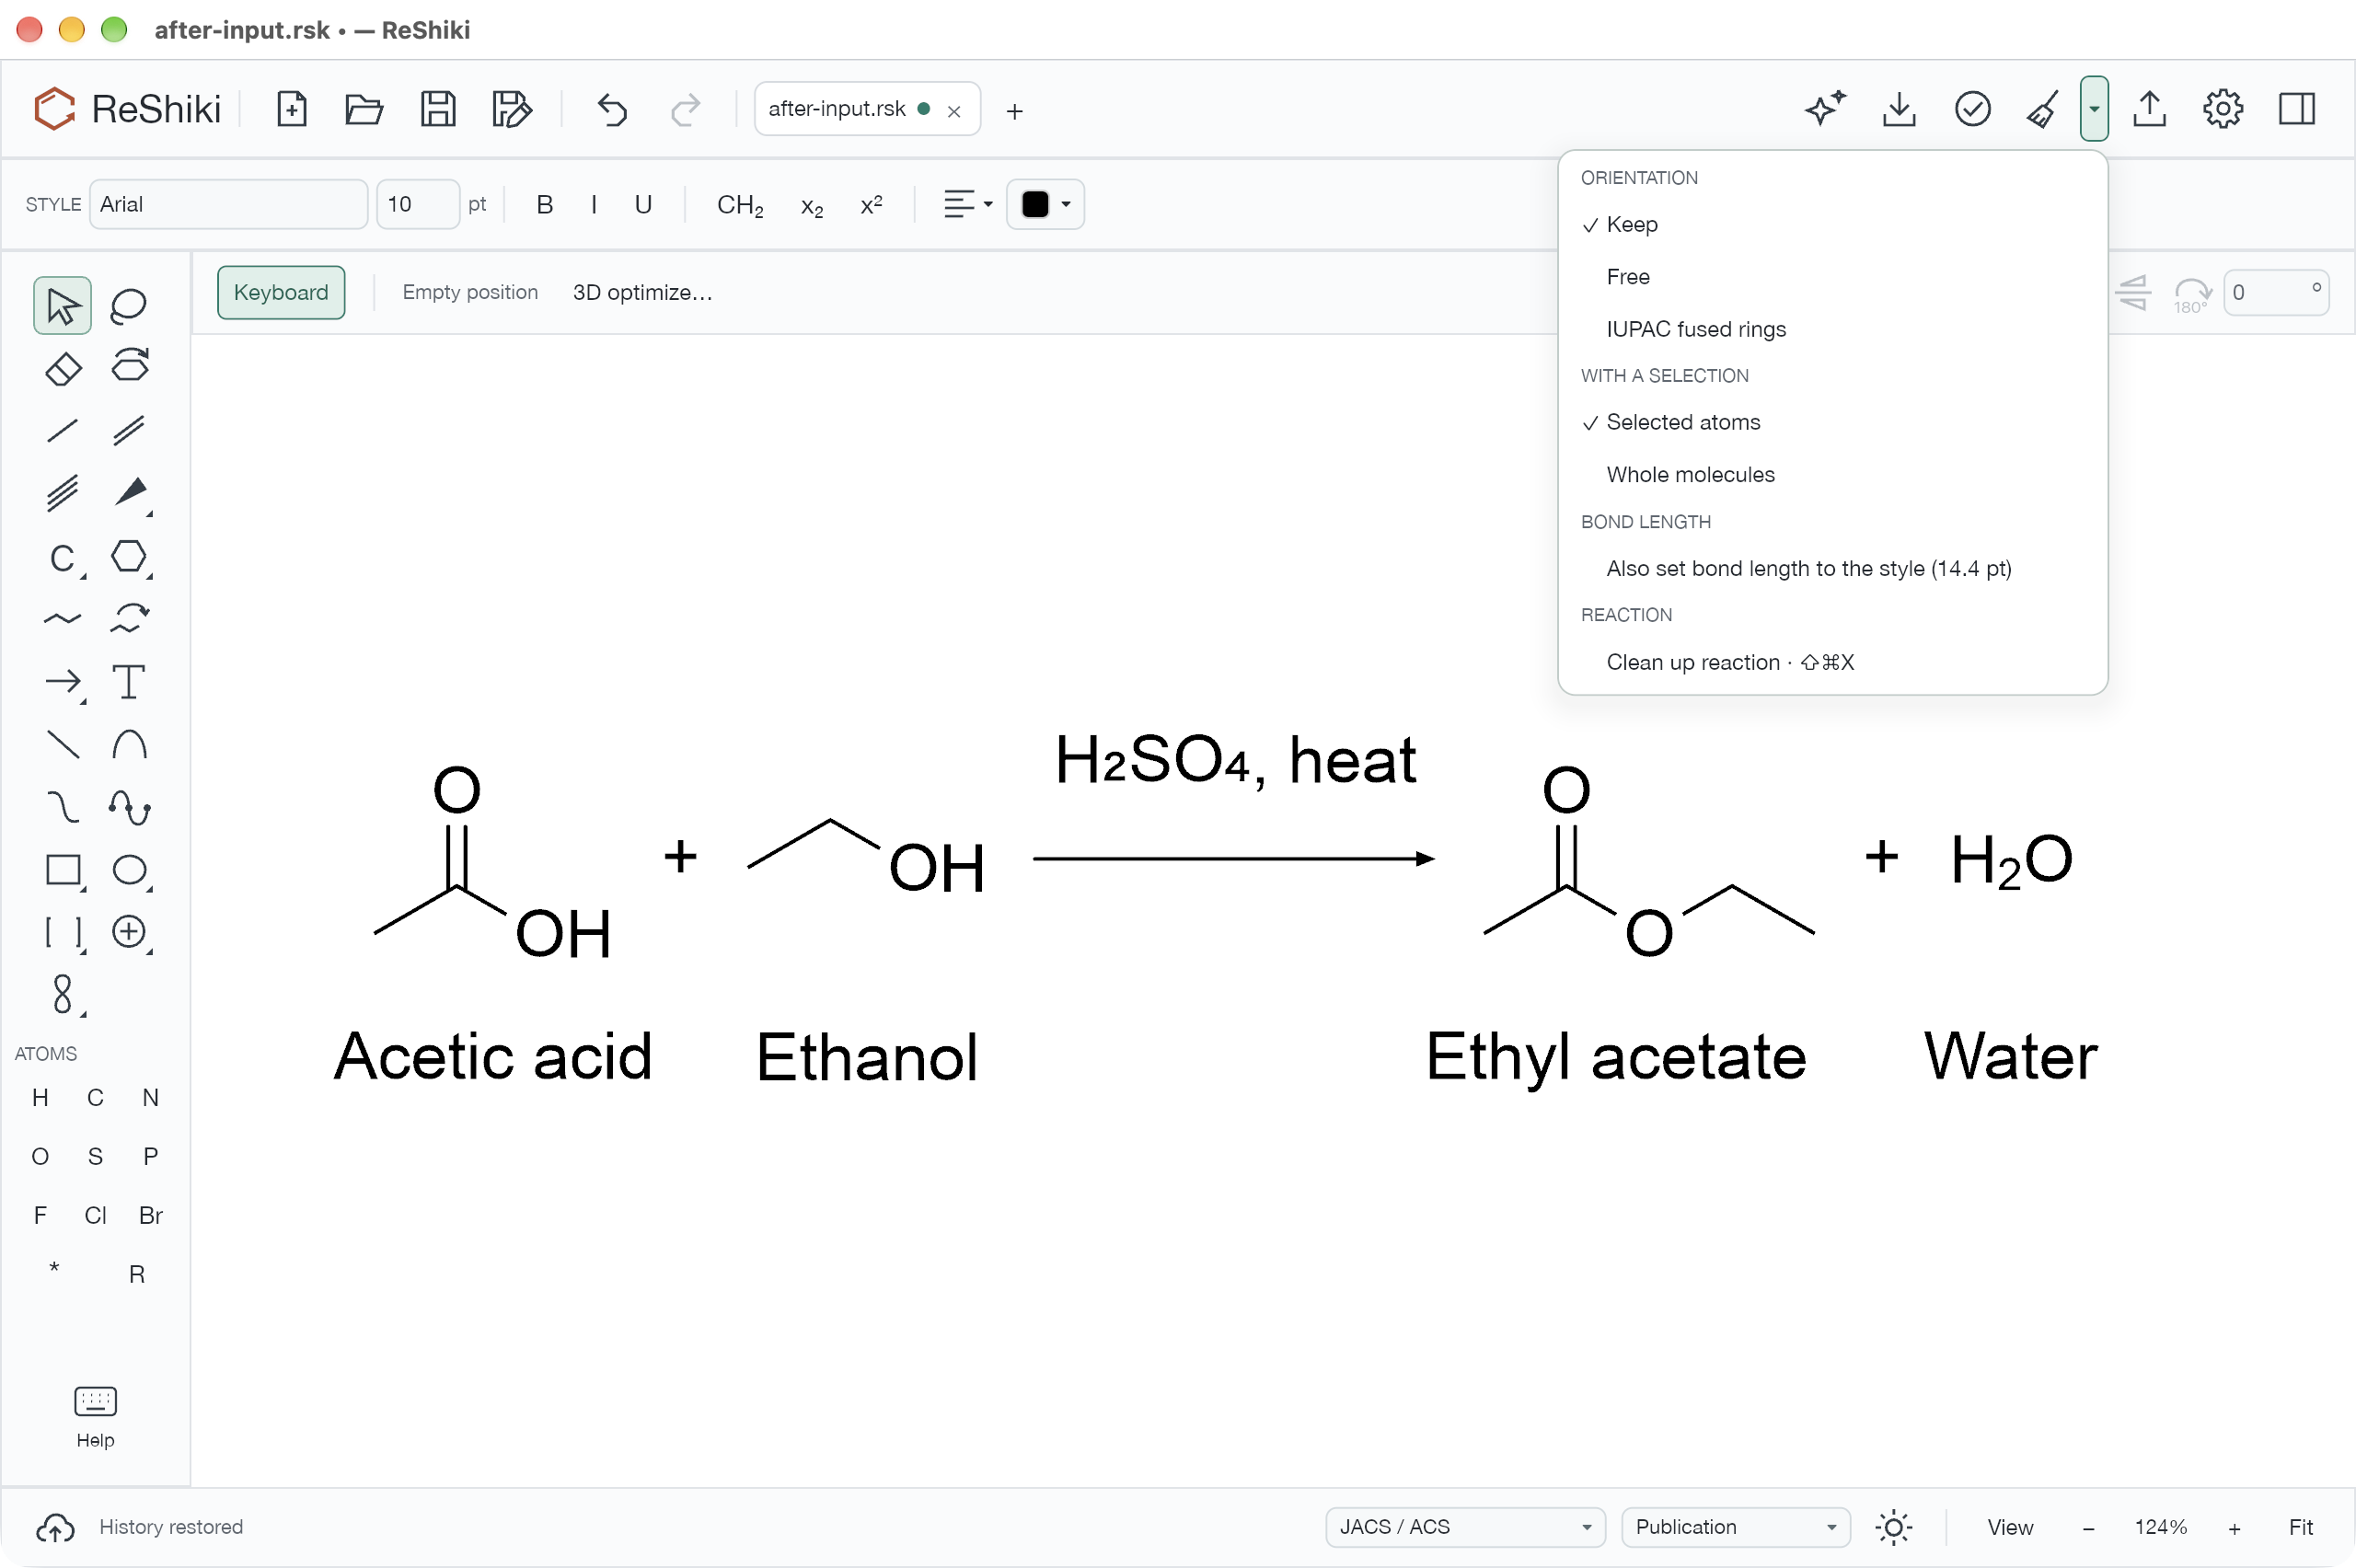 after-input.rsk • — ReShiki
ReShiki
after-input.rsk
STYLE Arial 10 pt B I U CH₂ x₂ x²
Keyboard Empty position 3D optimize... 180° 0 °
ORIENTATION
✓ Keep
Free
IUPAC fused rings
WITH A SELECTION
✓ Selected atoms
Whole molecules
BOND LENGTH
Also set bond length to the style (14.4 pt)
REACTION
Clean up reaction · ⇧⌘X
C
T
[ ]
ATOMS
H C N
O S P
F Cl Br
* R
Help
H₂SO₄, heat
O
OH
+
OH
O
O
+
H₂O
Acetic acid Ethanol Ethyl acetate Water
History restored JACS / ACS Publication View − 124% + Fit